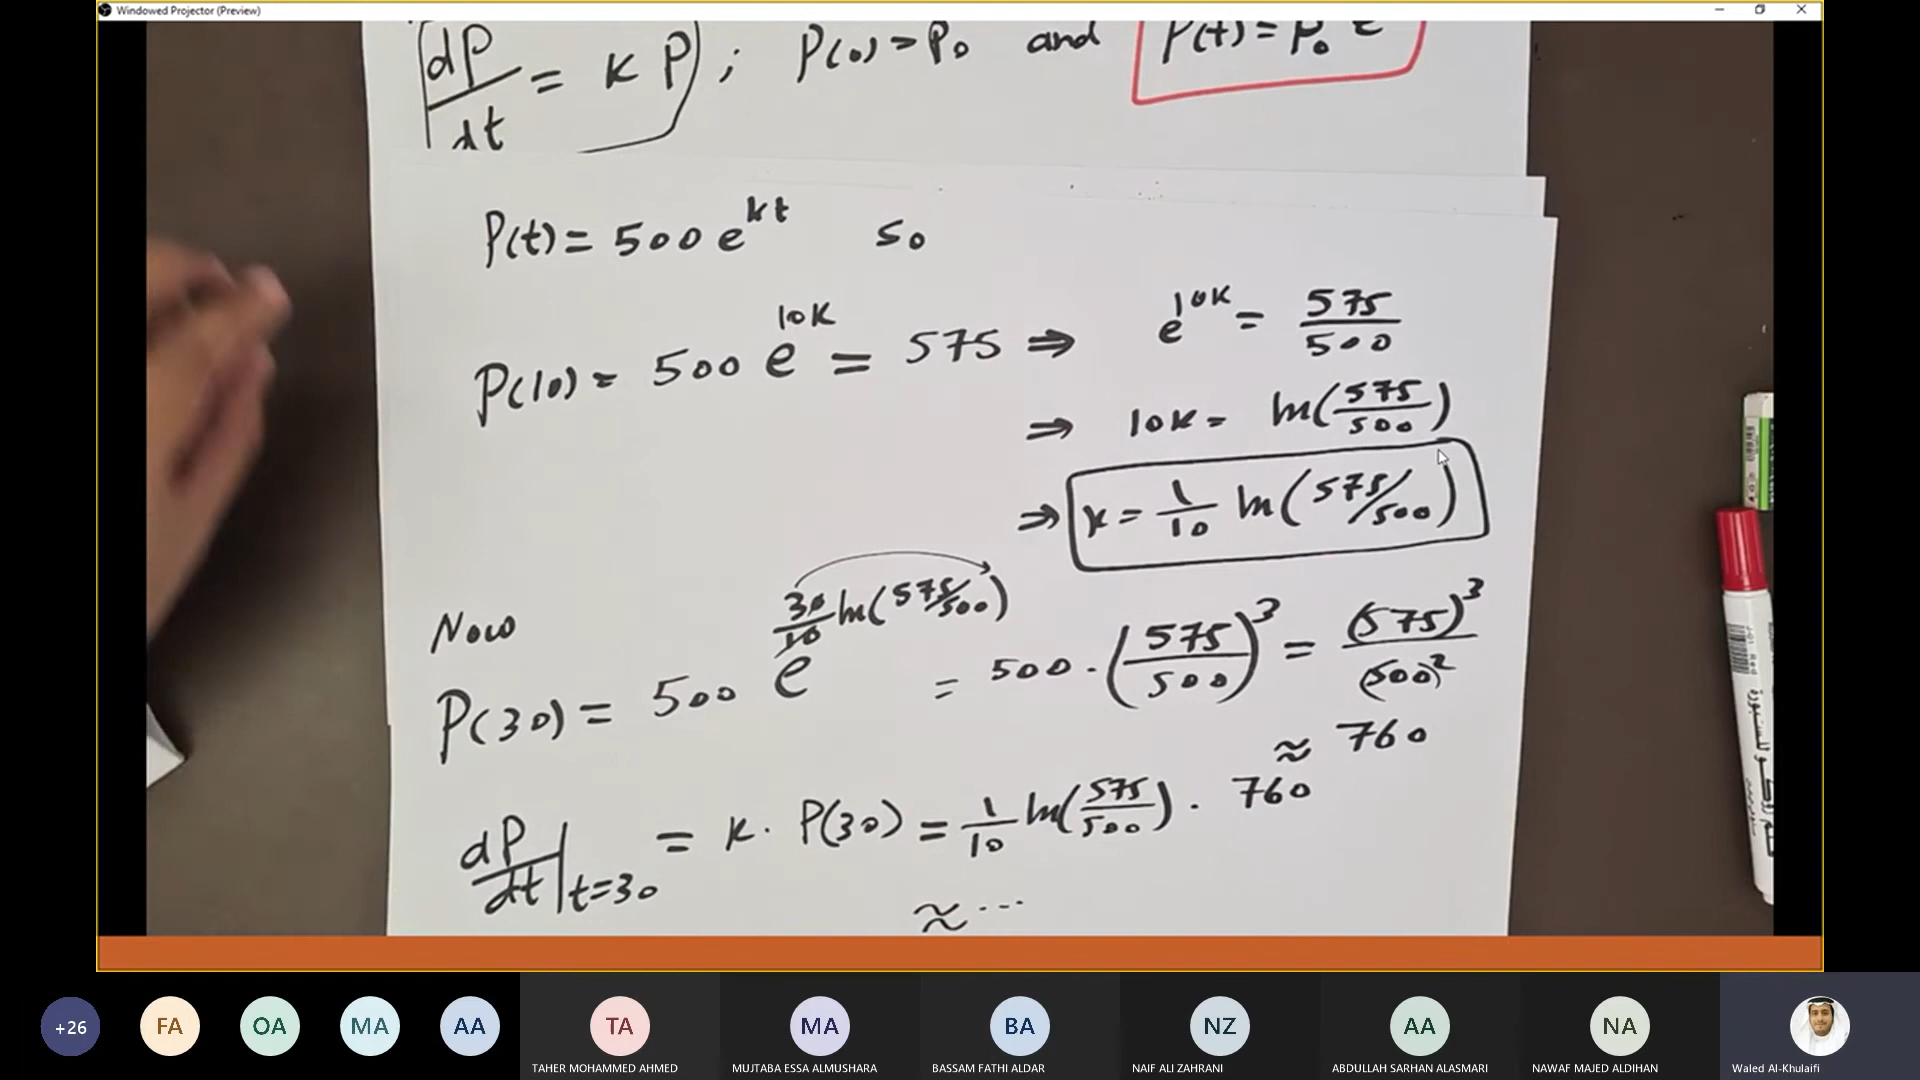 Windowed Projector (Preview)
dP/dt = K P ; P(0) = P₀ and P(t) = P₀ e
P(t) = 500 e^kt so
P(10) = 500 e^10K = 575 ⇒ e^10K = 575/500
⇒ 10K = ln(575/500)
⇒ K = 1/10 ln(575/500)
Now
P(30) = 500 e^(30/10 ln(575/500)) = 500 · (575/500)^3 = (575)^3/(500)^2
≈ 760
dP/dt|t=30 = K · P(30) = 1/10 ln(575/500) · 760
≈ ...
+26 FA OA MA AA TA MA BA NZ AA NA
TAHER MOHAMMED AHMED MUJTABA ESSA ALMUSHARA BASSAM FATHI ALDAR NAIF ALI ZAHRANI ABDULLAH SARHAN ALASMARI NAWAF MAJED ALDIHAN Waled Al-Khulaifi